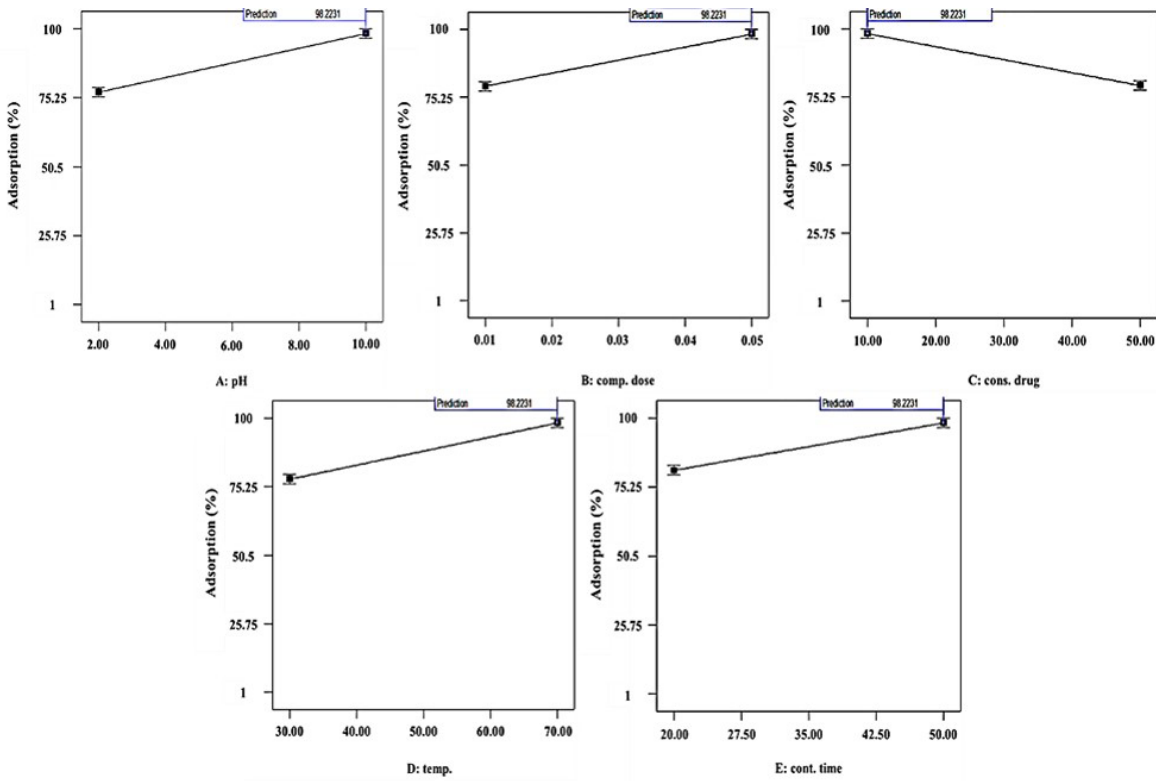 Prediction 98.2231
Adsorption (%)
100
75.25
50.5
25.75
1
2.00 4.00 6.00 8.00 10.00
A: pH
Prediction 98.2231
Adsorption (%)
100
75.25
50.5
25.75
1
0.01 0.02 0.03 0.04 0.05
B: comp. dose
Prediction 98.2231
Adsorption (%)
100
75.25
50.5
25.75
1
10.00 20.00 30.00 40.00 50.00
C: cons. drug
Prediction 98.2231
Adsorption (%)
100
75.25
50.5
25.75
1
30.00 40.00 50.00 60.00 70.00
D: temp.
Prediction 98.2231
Adsorption (%)
100
75.25
50.5
25.75
1
20.00 27.50 35.00 42.50 50.00
E: cont. time